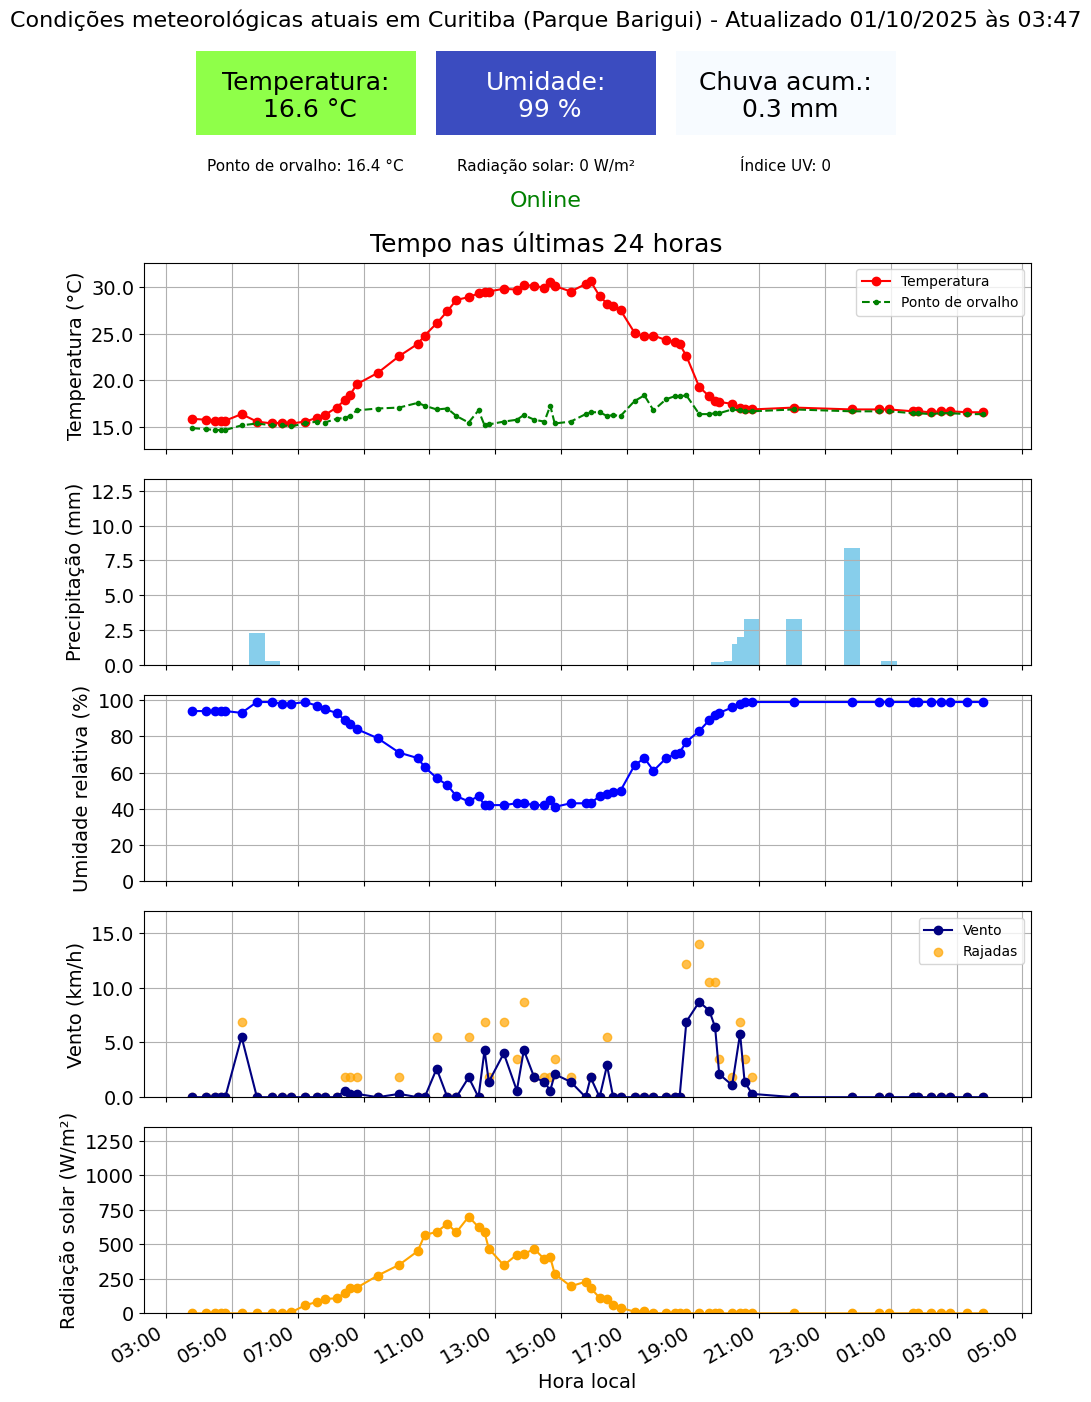 Condições meteorológicas atuais em Curitiba (Parque Barigui) - Atualizado 01/10/2025 às 03:47
Temperatura:
16.6 °C
Umidade:
99 %
Chuva acum.:
0.3 mm
Ponto de orvalho: 16.4 °C
Radiação solar: 0 W/m²
Índice UV: 0
Online
Tempo nas últimas 24 horas
Temperatura (°C)
30.0
25.0
20.0
15.0
Temperatura
Ponto de orvalho
Precipitação (mm)
12.5
10.0
7.5
5.0
2.5
0.0
Umidade relativa (%)
100
80
60
40
20
0
Vento (km/h)
15.0
10.0
5.0
0.0
Vento
Rajadas
Radiação solar (W/m²)
1250
1000
750
500
250
0
03:00
05:00
07:00
09:00
11:00
13:00
15:00
17:00
19:00
21:00
23:00
01:00
03:00
05:00
Hora local